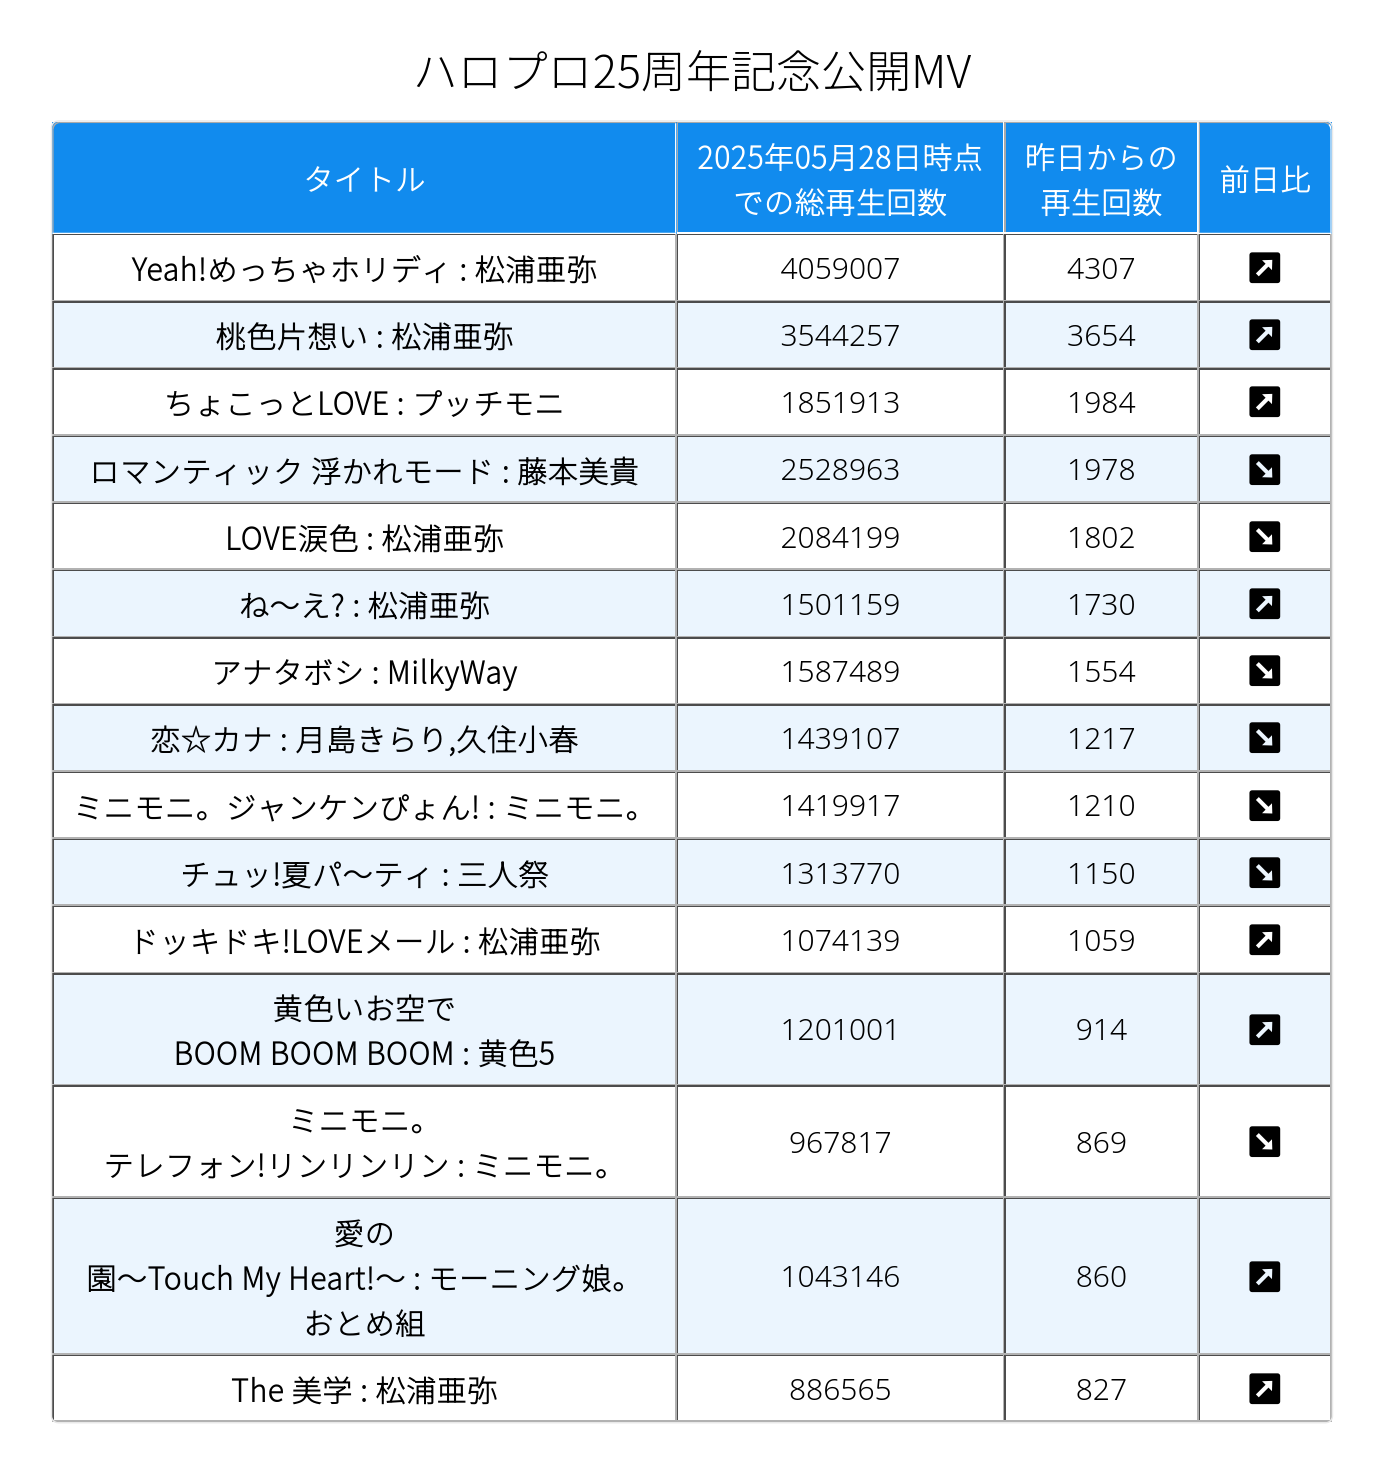 ハロプロ25周年記念公開MV
タイトル
2025年05月28日時点
での総再生回数
昨日からの
再生回数
前日比
Yeah!めっちゃホリディ : 松浦亜弥 4059007 4307
桃色片想い : 松浦亜弥 3544257 3654
ちょこっとLOVE : プッチモニ 1851913 1984
ロマンティック 浮かれモード : 藤本美貴 2528963 1978
LOVE涙色 : 松浦亜弥 2084199 1802
ね〜え? : 松浦亜弥 1501159 1730
アナタボシ : MilkyWay 1587489 1554
恋☆カナ : 月島きらり,久住小春 1439107 1217
ミニモニ。ジャンケンぴょん! : ミニモニ。 1419917 1210
チュッ!夏パ〜ティ : 三人祭 1313770 1150
ドッキドキ!LOVEメール : 松浦亜弥 1074139 1059
黄色いお空で
BOOM BOOM BOOM : 黄色5 1201001 914
ミニモニ。
テレフォン!リンリンリン : ミニモニ。 967817 869
愛の
園〜Touch My Heart!〜 : モーニング娘。 1043146 860
おとめ組
The 美学 : 松浦亜弥 886565 827